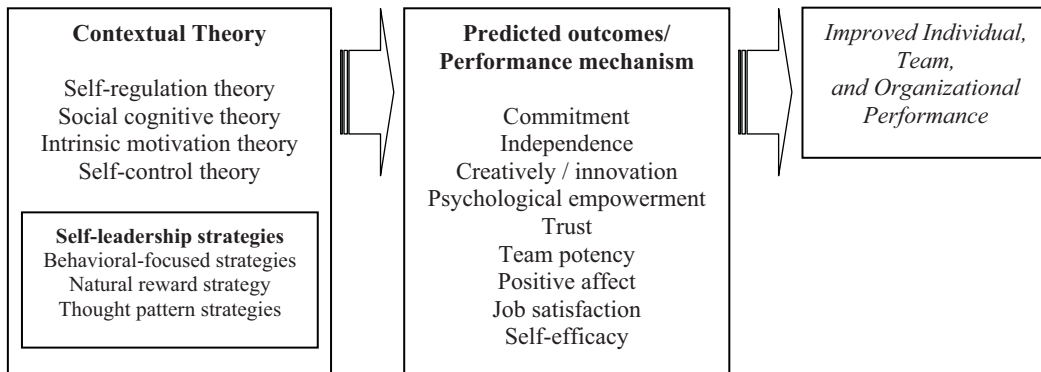 Contextual Theory
Self-regulation theory
Social cognitive theory
Intrinsic motivation theory
Self-control theory
Self-leadership strategies
Behavioral-focused strategies
Natural reward strategy
Thought pattern strategies
Predicted outcomes/
Performance mechanism
Commitment
Independence
Creatively / innovation
Psychological empowerment
Trust
Team potency
Positive affect
Job satisfaction
Self-efficacy
Improved Individual,
Team,
and Organizational
Performance